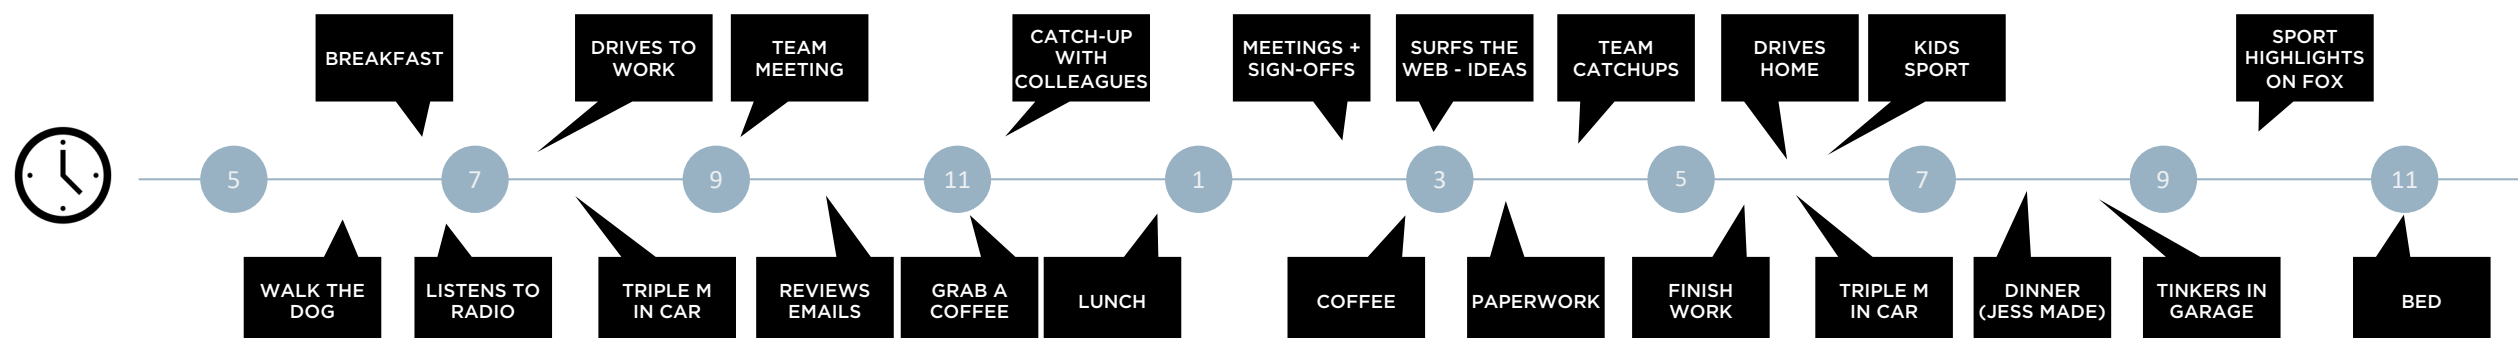 BREAKFAST
DRIVES TO
WORK
TEAM
MEETING
CATCH-UP
WITH
COLLEAGUES
MEETINGS +
SIGN-OFFS
SURFS THE
WEB - IDEAS
TEAM
CATCHUPS
DRIVES
HOME
KIDS
SPORT
SPORT
HIGHLIGHTS
ON FOX
5
7
9
11
1
3
5
7
9
11
WALK THE
DOG
LISTENS TO
RADIO
TRIPLE M
IN CAR
REVIEWS
EMAILS
GRAB A
COFFEE
LUNCH
COFFEE
PAPERWORK
FINISH
WORK
TRIPLE M
IN CAR
DINNER
(JESS MADE)
TINKERS IN
GARAGE
BED